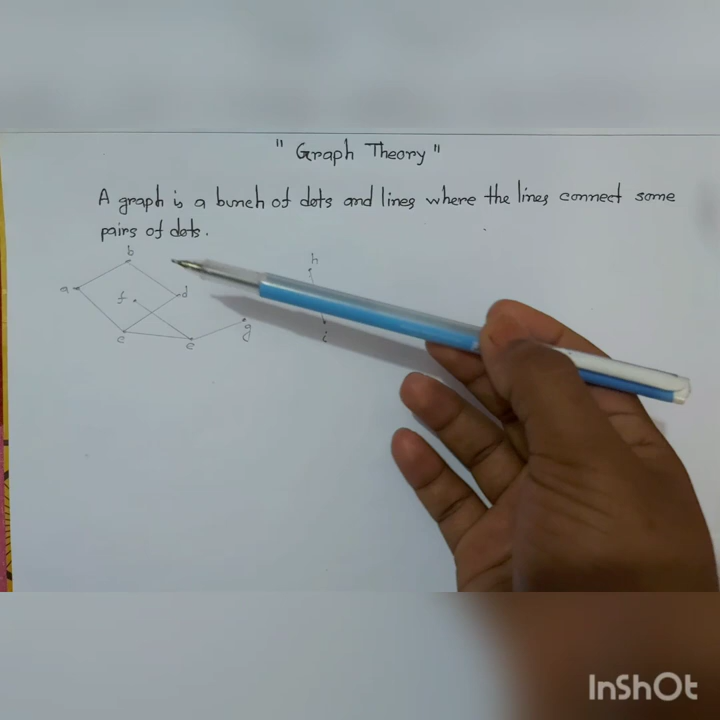 " Graph Theory "
A graph is a bunch of dots and lines where the lines connect some
pairs of dots.
b
h
a
f
d
g
c
e
i
InShOt